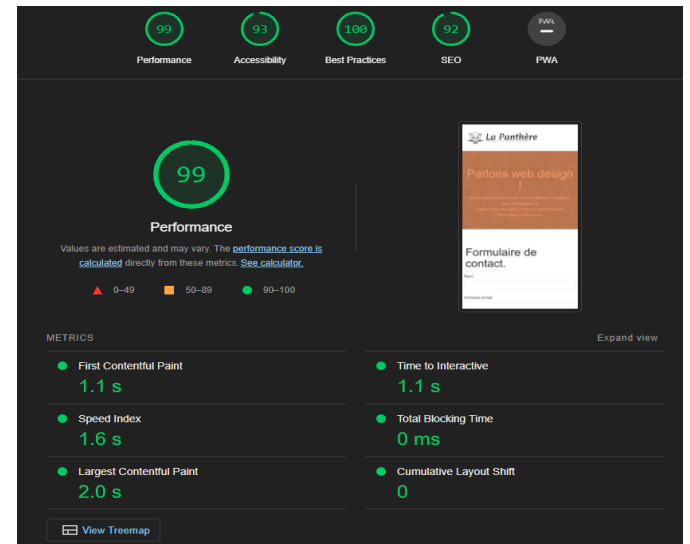 99 93 100 92 PWA
Performance Accessibility Best Practices SEO PWA
99
Performance
Values are estimated and may vary. The performance score is
calculated directly from these metrics. See calculator.
0–49 50–89 90–100
La Panthère
Parlons web design
!
Formulaire de
contact.
Nom
Adresse email
METRICS
Expand view
First Contentful Paint
1.1 s
Time to Interactive
1.1 s
Speed Index
1.6 s
Total Blocking Time
0 ms
Largest Contentful Paint
2.0 s
Cumulative Layout Shift
0
View Treemap